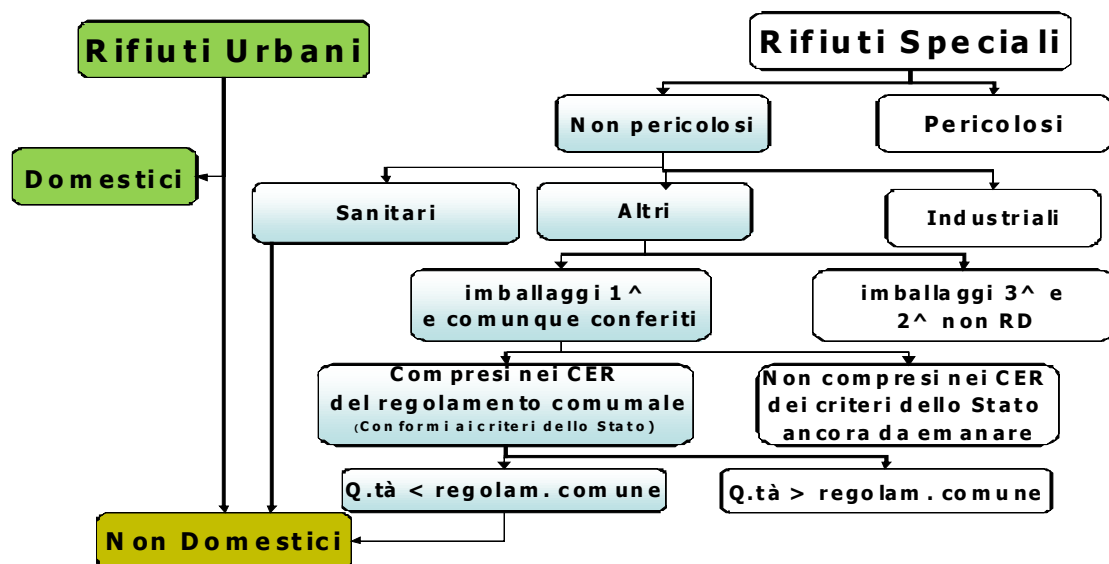 Rifiuti Urbani
Rifiuti Speciali
Non pericolosi
Pericolosi
Domestici
Sanitari
Altri
Industriali
imballaggi 1^
e comunque conferiti
imballaggi 3^ e
2^ non RD
Compresi nei CER
del regolamento comumale
(Conformi ai criteri dello Stato)
Non compresi nei CER
dei criteri dello Stato
ancora da emanare
Q.tà < regolam. comune
Q.tà > regolam. comune
Non Domestici